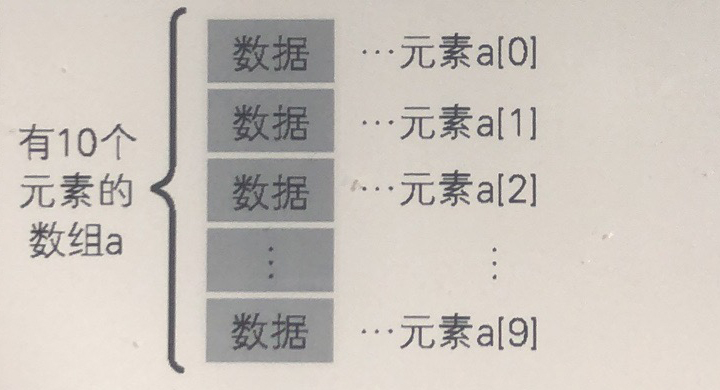 有10个
元素的
数组a
数据 …元素a[0]
数据 …元素a[1]
数据 …元素a[2]
⋮ ⋮
数据 …元素a[9]